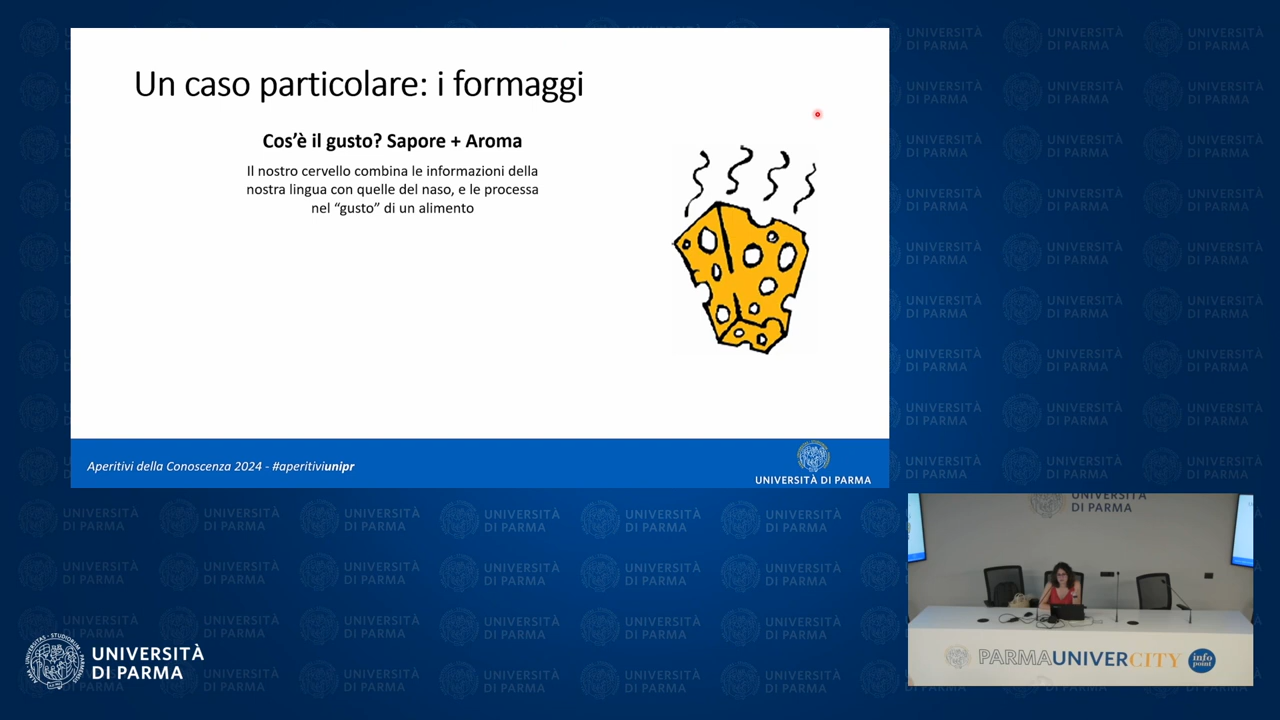 Un caso particolare: i formaggi
Cos'è il gusto? Sapore + Aroma
Il nostro cervello combina le informazioni della
nostra lingua con quelle del naso, e le processa
nel “gusto” di un alimento
Aperitivi della Conoscenza 2024 - #aperitiviunipr
UNIVERSITÀ DI PARMA
UNIVERSITÀ
DI PARMA
UNIVERSITÀ
DI PARMA
PARMAUNIVERCITY
info
point